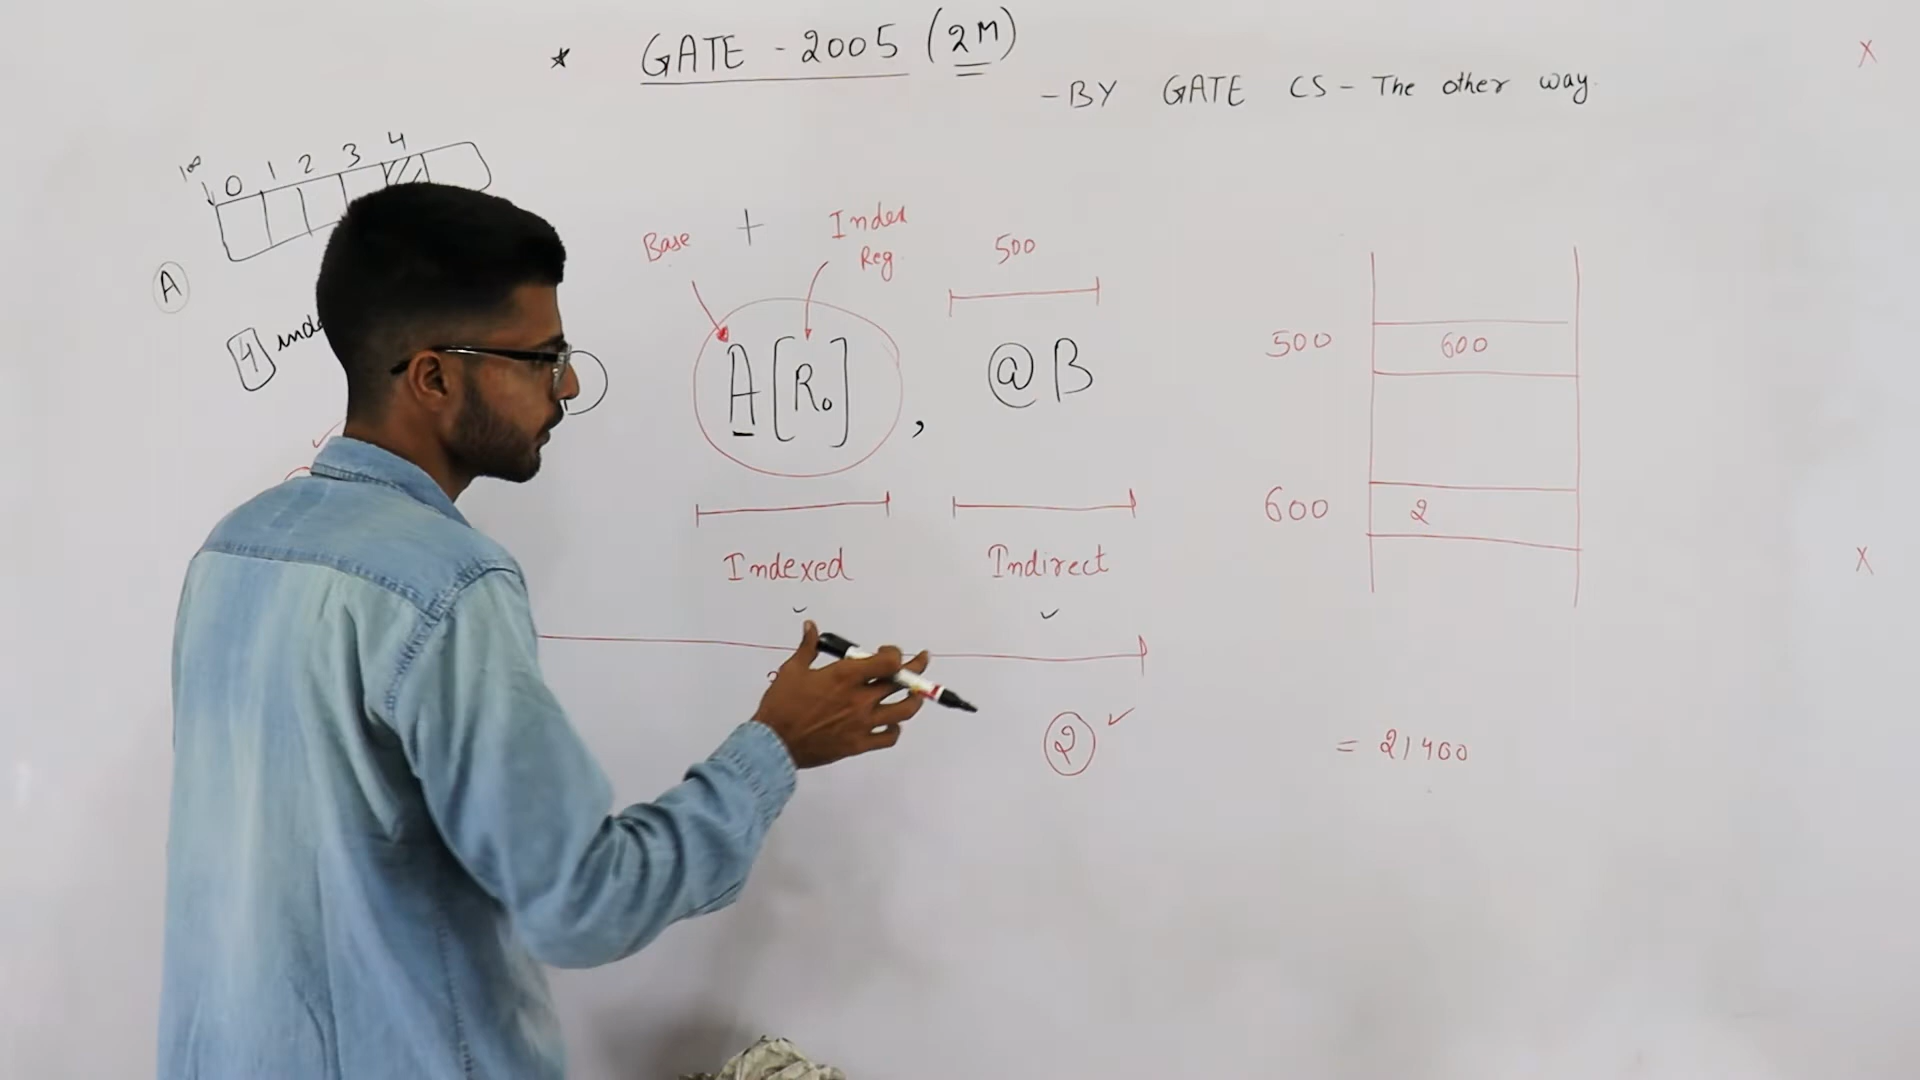 * GATE - 2005 (2M)
-BY GATE CS - The other way.
X
0 1 2 3 4
A
Base + Index Reg.
500
4
A[R₀], @B
500 600
600 2
Indexed Indirect
X
2
= 21400